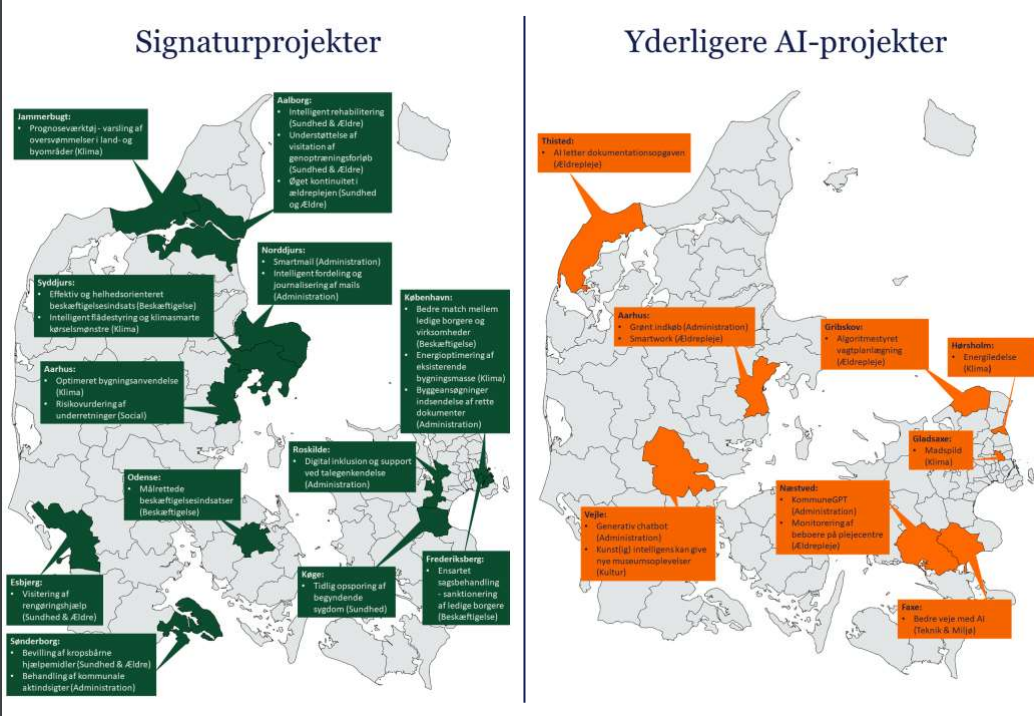 Signaturprojekter
Jammerbugt:
• Prognoseværktøj - varsling af
oversvømmelser i land- og
byområder (Klima)
Aalborg:
• Intelligent rehabilitering
(Sundhed & Ældre)
• Understøttelse af
visitation af
genoptræningsforløb
(Sundhed & Ældre)
• Øget kontinuitet i
ældreplejen (Sundhed
og Ældre)
Norddjurs:
• Smartmail (Administration)
• Intelligent fordeling og
journalisering af mails
(Administration)
Syddjurs:
• Effektiv og helhedsorienteret
beskæftigelsesindsats (Beskæftigelse)
• Intelligent flådestyring og klimasmarte
kørselsmønstre (Klima)
København:
• Bedre match mellem
ledige borgere og
virksomheder
(Beskæftigelse)
• Energioptimering af
eksisterende
bygningsmasse (Klima)
• Byggeansøgninger
indsendelse af rette
dokumenter
(Administration)
Aarhus:
• Optimeret bygningsanvendelse
(Klima)
• Risikovurdering af
underretninger (Social)
Roskilde:
• Digital inklusion og support
ved talegenkendelse
(Administration)
Odense:
• Målrettede
beskæftigelsesindsatser
(Beskæftigelse)
Esbjerg:
• Visitering af
rengøringshjælp
(Sundhed & Ældre)
Køge:
• Tidlig opsporing af
begyndende
sygdom (Sundhed)
Frederiksberg:
• Ensartet
sagsbehandling
- sanktionering
af ledige borgere
(Beskæftigelse)
Sønderborg:
• Bevilling af kropsbårne
hjælpemidler (Sundhed & Ældre)
• Behandling af kommunale
aktindsigter (Administration)
Yderligere AI-projekter
Thisted:
• AI letter dokumentationsopgaven
(Ældrepleje)
Aarhus:
• Grønt indkøb (Administration)
• Smartwork (Ældrepleje)
Gribskov:
• Algoritmestyret
vagtplanlægning
(Ældrepleje)
Hørsholm:
• Energiledelse
(Klima)
Gladsaxe:
• Madspild
(Klima)
Vejle:
• Generativ chatbot
(Administration)
• Kunst(ig) intelligens kan give
nye museumsoplevelser
(Kultur)
Næstved:
• KommuneGPT
(Administration)
• Monitorering af
beboere på plejecentre
(Ældrepleje)
Faxe:
• Bedre veje med AI
(Teknik & Miljø)